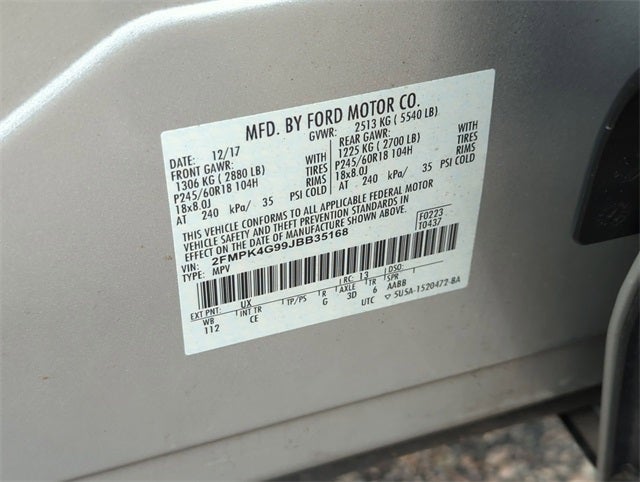 MFD. BY FORD MOTOR CO.
DATE: 12/17 GVWR: 2513 KG ( 5540 LB)
FRONT GAWR: REAR GAWR:
1306 KG ( 2880 LB) WITH 1225 KG ( 2700 LB) WITH
P245/60R18 104H TIRES P245/60R18 104H TIRES
18x8.0J RIMS 18x8.0J RIMS
AT 240 kPa/ 35 PSI COLD AT 240 kPa/ 35 PSI COLD
THIS VEHICLE CONFORMS TO ALL APPLICABLE FEDERAL MOTOR
VEHICLE SAFETY AND THEFT PREVENTION STANDARDS IN
EFFECT ON THE DATE OF MANUFACTURE SHOWN ABOVE.
VIN: 2FMPK4G99JBB35168 F0223
TYPE: MPV T0437
EXT PNT: UX RC: 13 DSO:
WB INT TR TP/PS R AXLE TR SPR
112 CE G 3D 6 AABB
UTC ▽ 5U5A-1520472-BA